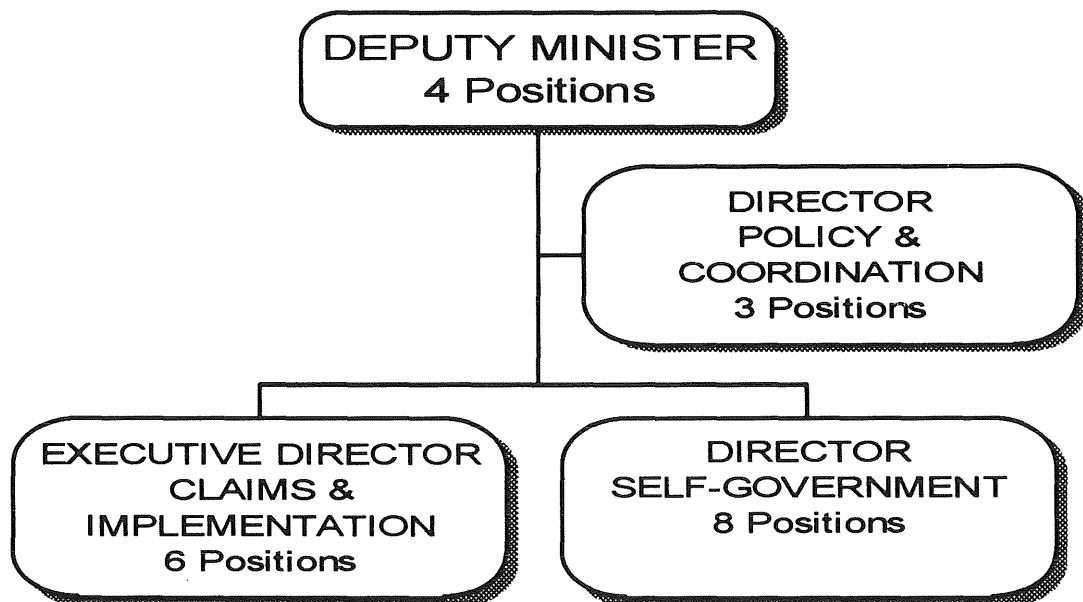 DEPUTY MINISTER
4 Positions
DIRECTOR
POLICY &
COORDINATION
3 Positions
EXECUTIVE DIRECTOR
CLAIMS &
IMPLEMENTATION
6 Positions
DIRECTOR
SELF-GOVERNMENT
8 Positions